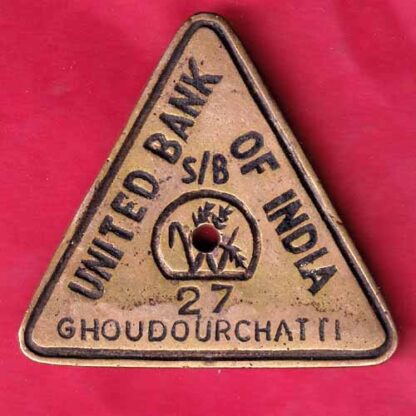 UNITED BANK OF INDIA
S/B
27
GHOUDOURCHATTI